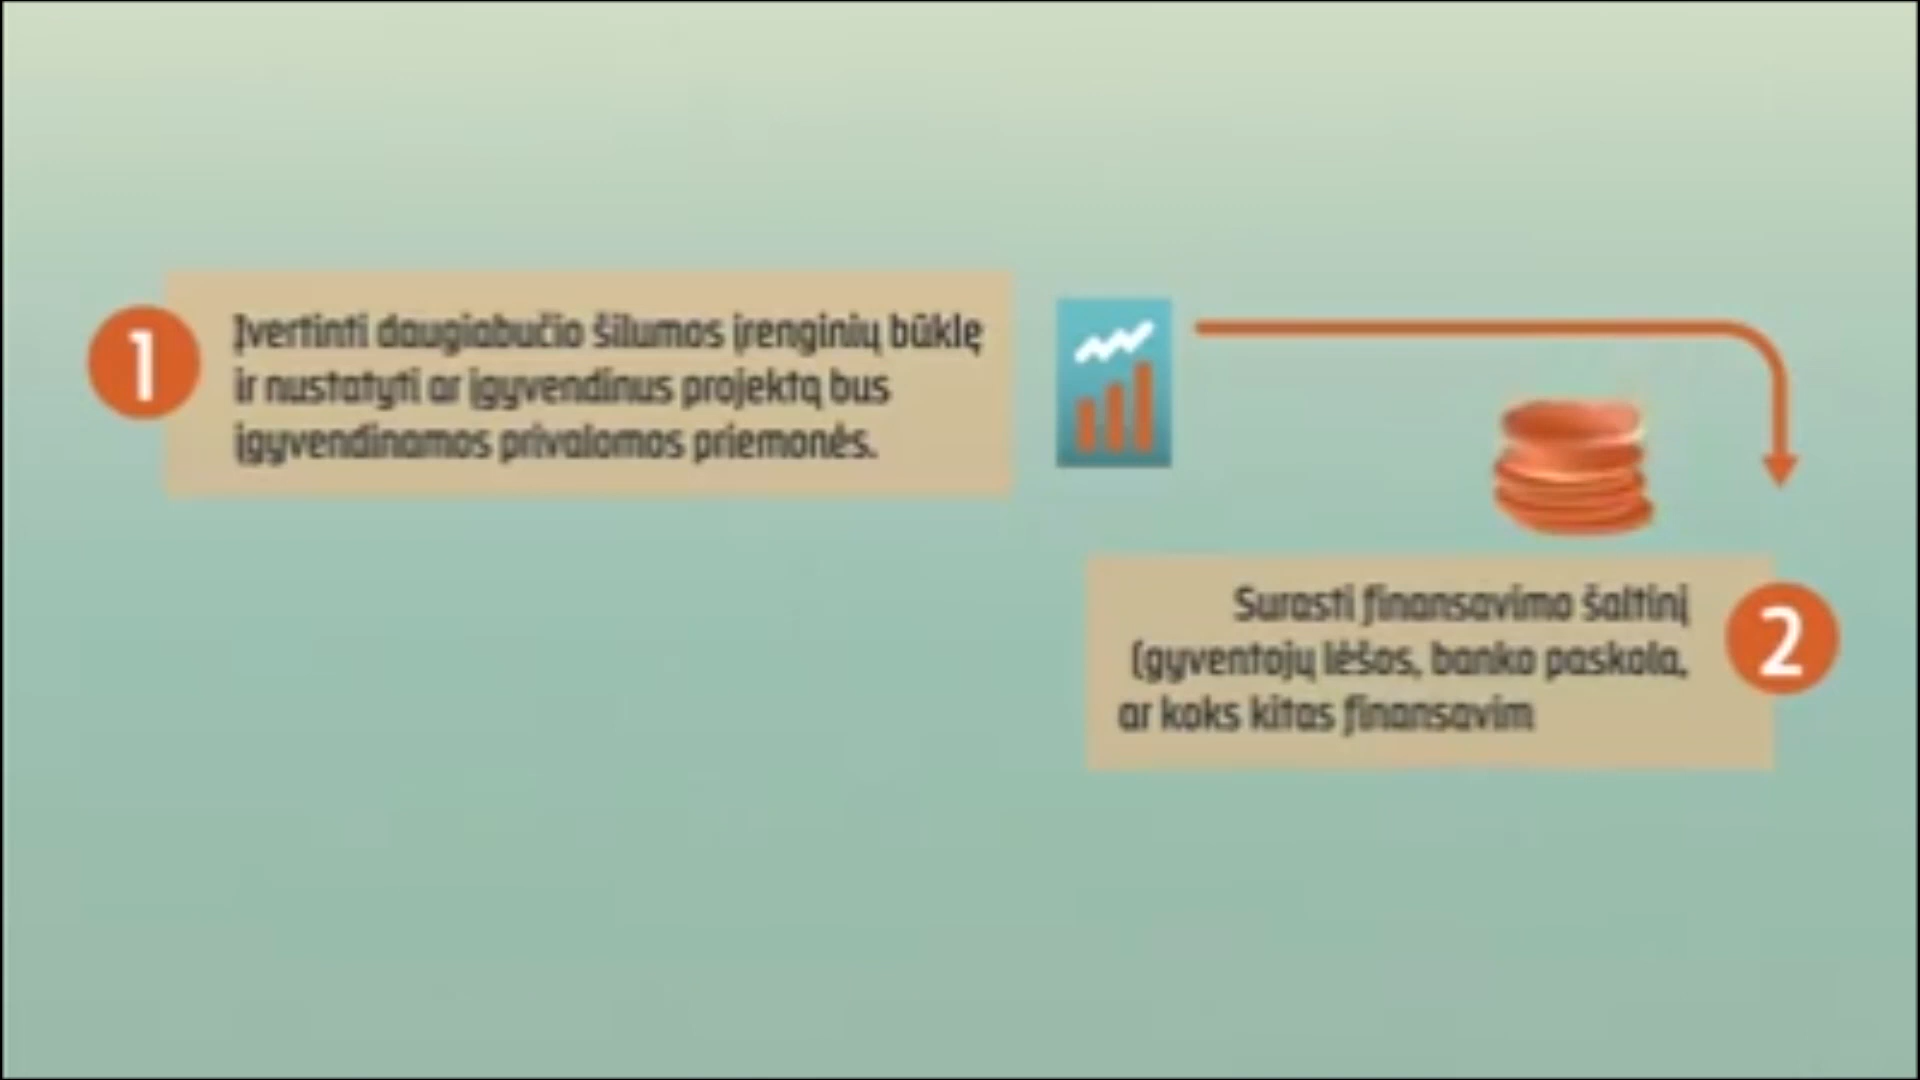 1
Įvertinti daugiabučio šilumos įrenginių būklę
ir nustatyti ar įgyvendinus projektą bus
įgyvendinamos privalomos priemonės.
2
Surasti finansavimo šaltinį
(gyventojų lėšos, banko paskola,
ar koks kitas finansavim